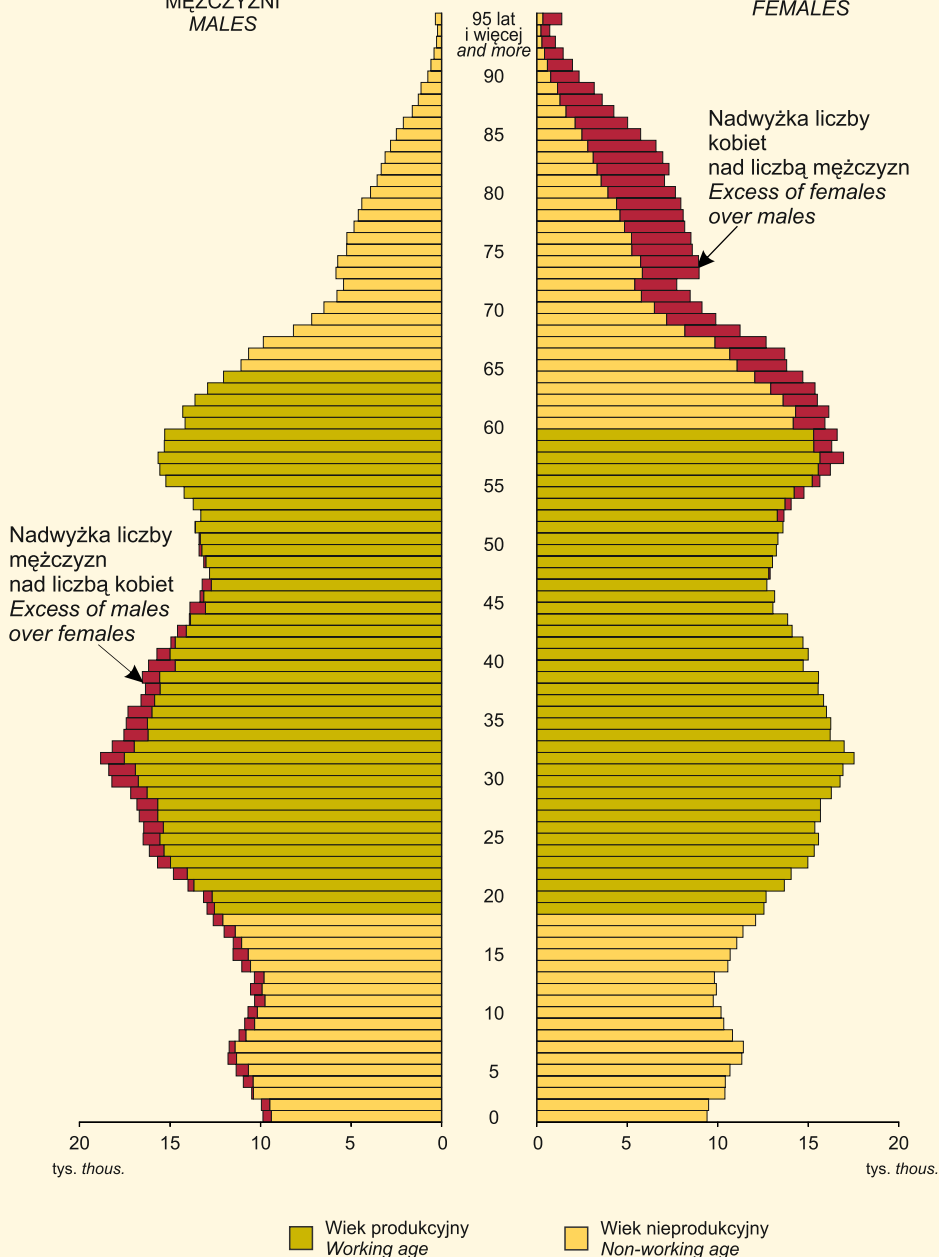 MĘŻCZYŹNI
MALES
FEMALES
95 lat
i więcej
and more
90
85
80
75
70
65
60
55
50
45
40
35
30
25
20
15
10
5
0
Nadwyżka liczby
kobiet
nad liczbą mężczyzn
Excess of females
over males
Nadwyżka liczby
mężczyzn
nad liczbą kobiet
Excess of males
over females
20 15 10 5 0 0 5 10 15 20
tys. thous. tys. thous.
Wiek produkcyjny
Working age
Wiek nieprodukcyjny
Non-working age